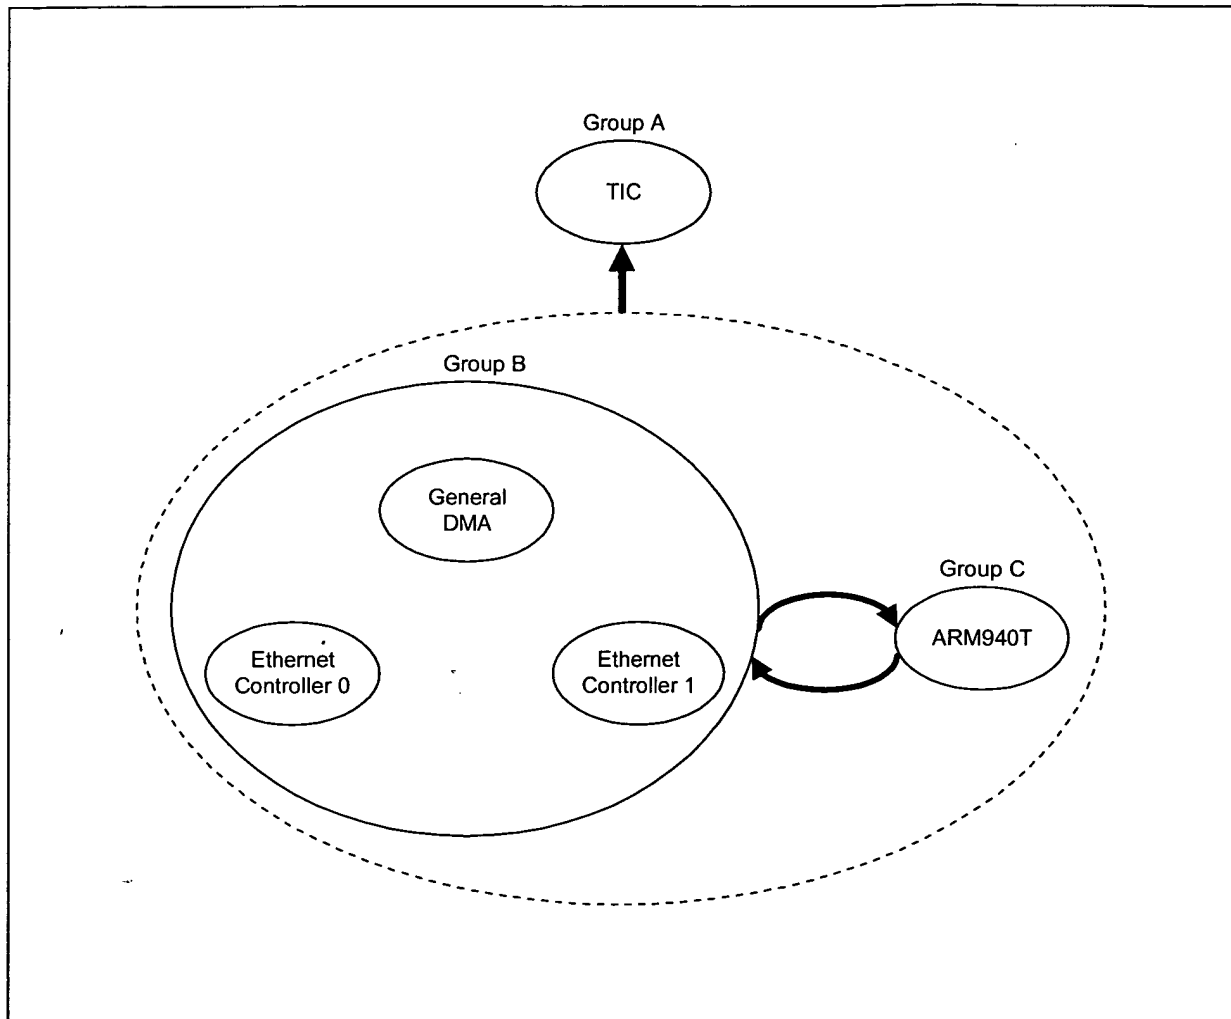 Group A
TIC
Group B
General
DMA
Group C
ARM940T
Ethernet
Controller 0
Ethernet
Controller 1